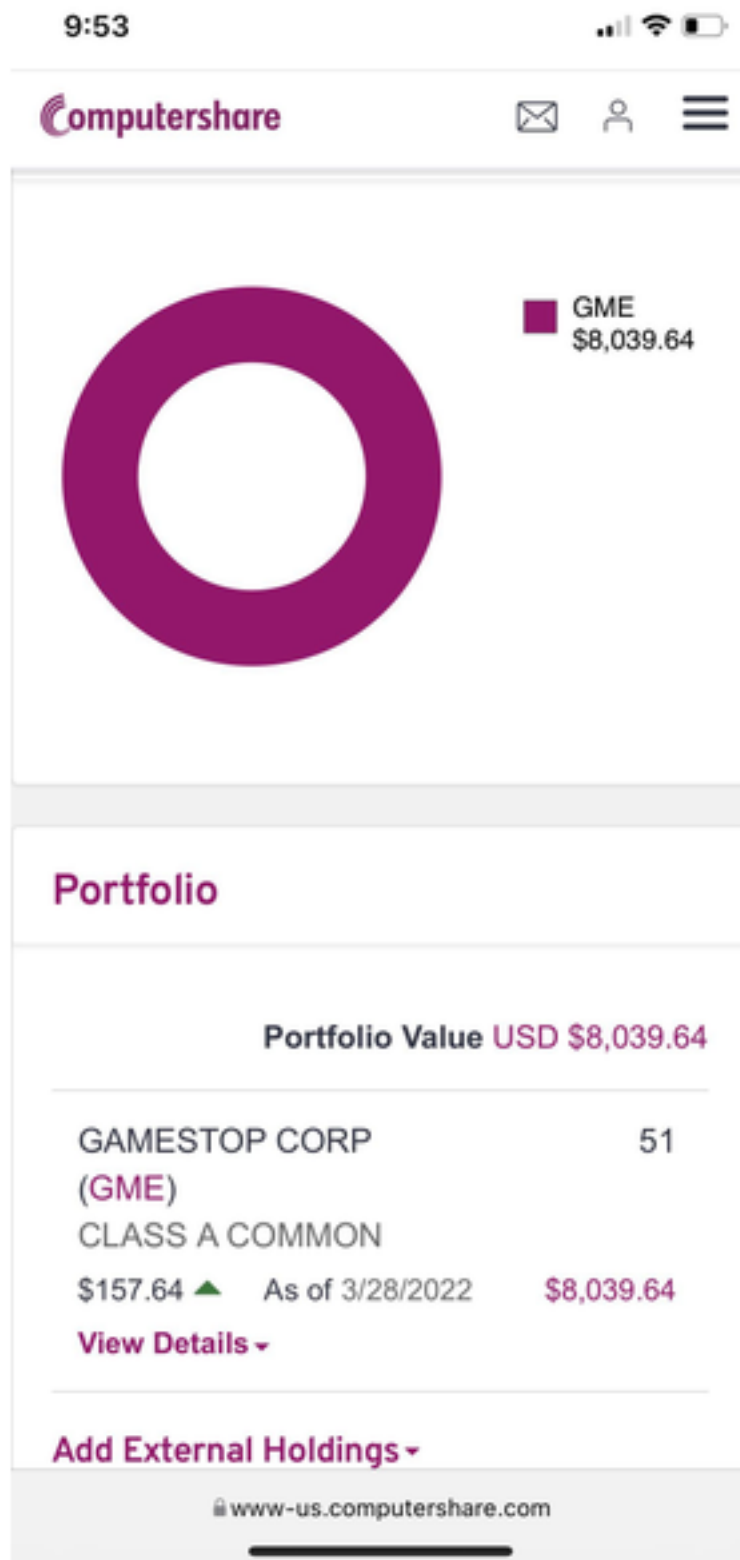 9:53
Computershare
GME
$8,039.64
Portfolio
Portfolio Value USD $8,039.64
GAMESTOP CORP 51
(GME)
CLASS A COMMON
$157.64 As of 3/28/2022 $8,039.64
View Details
Add External Holdings
www-us.computershare.com